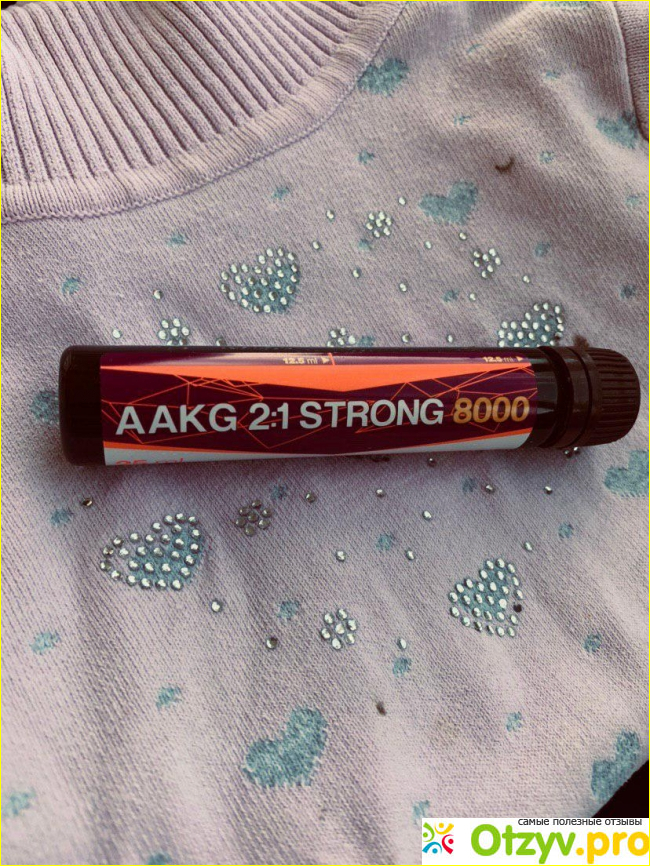 12.5 ml 12.5 ml
AAKG 2:1 STRONG 8000
самые полезные отзывы
Otzyv.pro